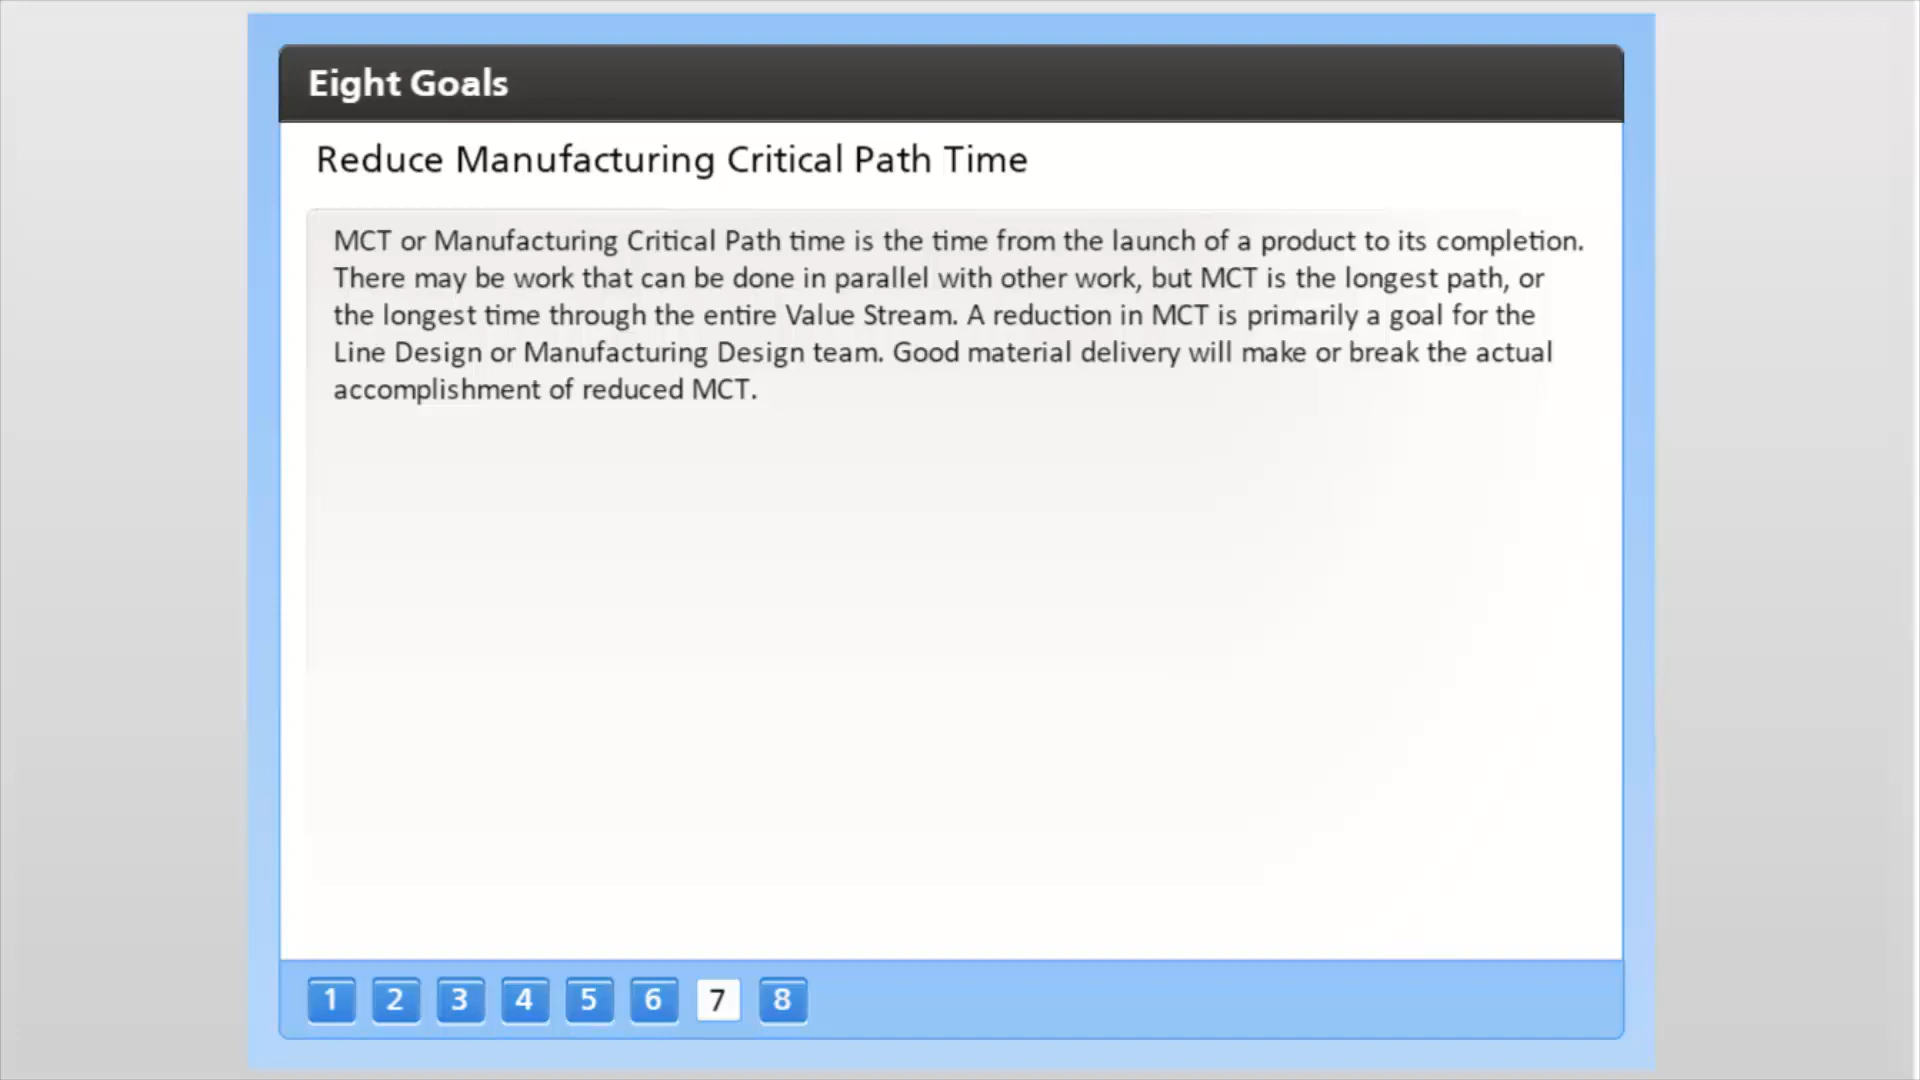 Eight Goals
Reduce Manufacturing Critical Path Time
MCT or Manufacturing Critical Path time is the time from the launch of a product to its completion.
There may be work that can be done in parallel with other work, but MCT is the longest path, or
the longest time through the entire Value Stream. A reduction in MCT is primarily a goal for the
Line Design or Manufacturing Design team. Good material delivery will make or break the actual
accomplishment of reduced MCT.
1 2 3 4 5 6 7 8